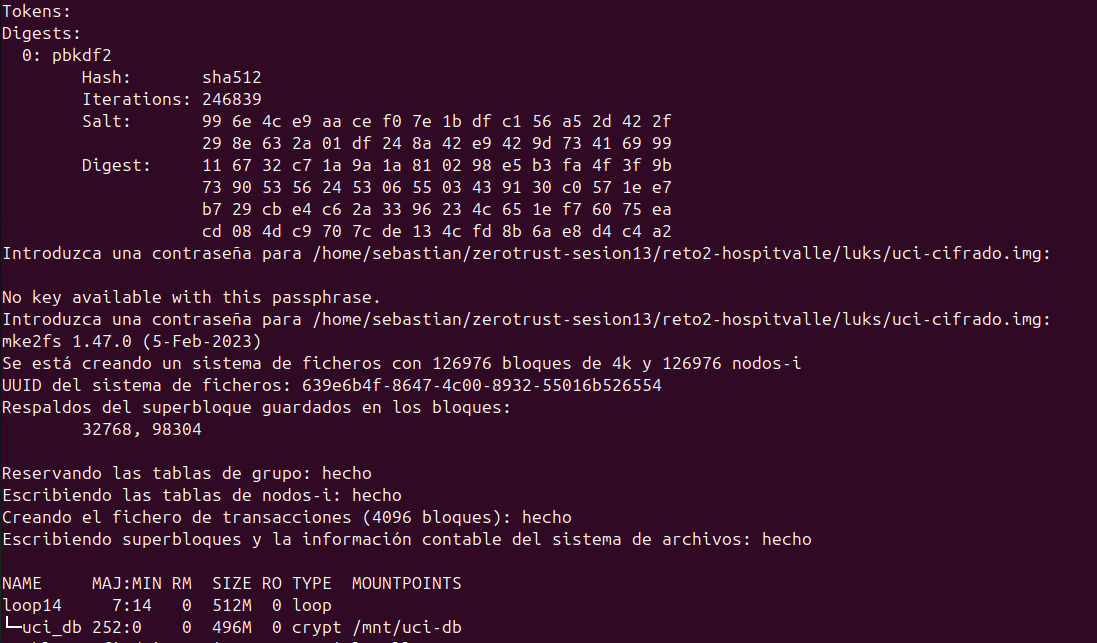 Tokens:
Digests:
  0: pbkdf2
        Hash:       sha512
        Iterations: 246839
        Salt:       99 6e 4c e9 aa ce f0 7e 1b df c1 56 a5 2d 42 2f
                    29 8e 63 2a 01 df 24 8a 42 e9 42 9d 73 41 69 99
        Digest:     11 67 32 c7 1a 9a 1a 81 02 98 e5 b3 fa 4f 3f 9b
                    73 90 53 56 24 53 06 55 03 43 91 30 c0 57 1e e7
                    b7 29 cb e4 c6 2a 33 96 23 4c 65 1e f7 60 75 ea
                    cd 08 4d c9 70 7c de 13 4c fd 8b 6a e8 d4 c4 a2
Introduzca una contraseña para /home/sebastian/zerotrust-sesion13/reto2-hospitvalle/luks/uci-cifrado.img:
No key available with this passphrase.
Introduzca una contraseña para /home/sebastian/zerotrust-sesion13/reto2-hospitvalle/luks/uci-cifrado.img:
mke2fs 1.47.0 (5-Feb-2023)
Se está creando un sistema de ficheros con 126976 bloques de 4k y 126976 nodos-i
UUID del sistema de ficheros: 639e6b4f-8647-4c00-8932-55016b526554
Respaldos del superbloque guardados en los bloques:
        32768, 98304
Reservando las tablas de grupo: hecho
Escribiendo las tablas de nodos-i: hecho
Creando el fichero de transacciones (4096 bloques): hecho
Escribiendo superbloques y la información contable del sistema de archivos: hecho
NAME     MAJ:MIN RM  SIZE RO TYPE  MOUNTPOINTS
loop14     7:14   0  512M  0 loop
└─uci_db 252:0    0  496M  0 crypt /mnt/uci-db